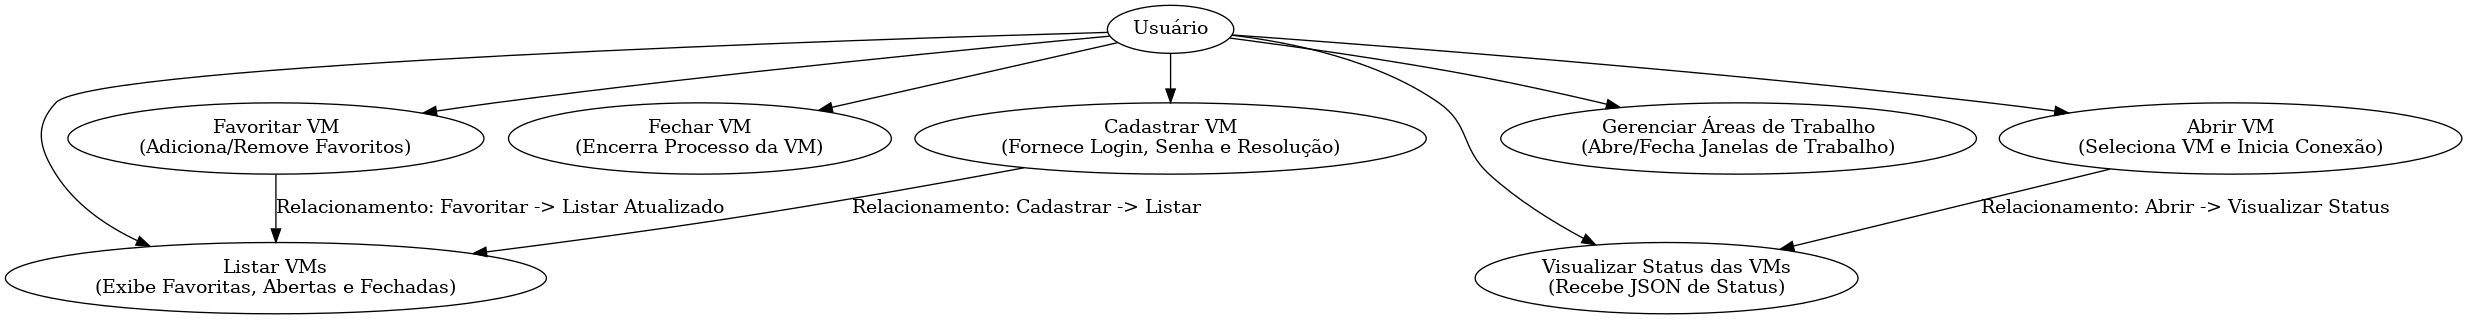 Usuário
Favoritar VM
(Adiciona/Remove Favoritos)
Fechar VM
(Encerra Processo da VM)
Cadastrar VM
(Fornece Login, Senha e Resolução)
Gerenciar Áreas de Trabalho
(Abre/Fecha Janelas de Trabalho)
Abrir VM
(Seleciona VM e Inicia Conexão)
Relacionamento: Favoritar -> Listar Atualizado
Relacionamento: Cadastrar -> Listar
Relacionamento: Abrir -> Visualizar Status
Listar VMs
(Exibe Favoritas, Abertas e Fechadas)
Visualizar Status das VMs
(Recebe JSON de Status)